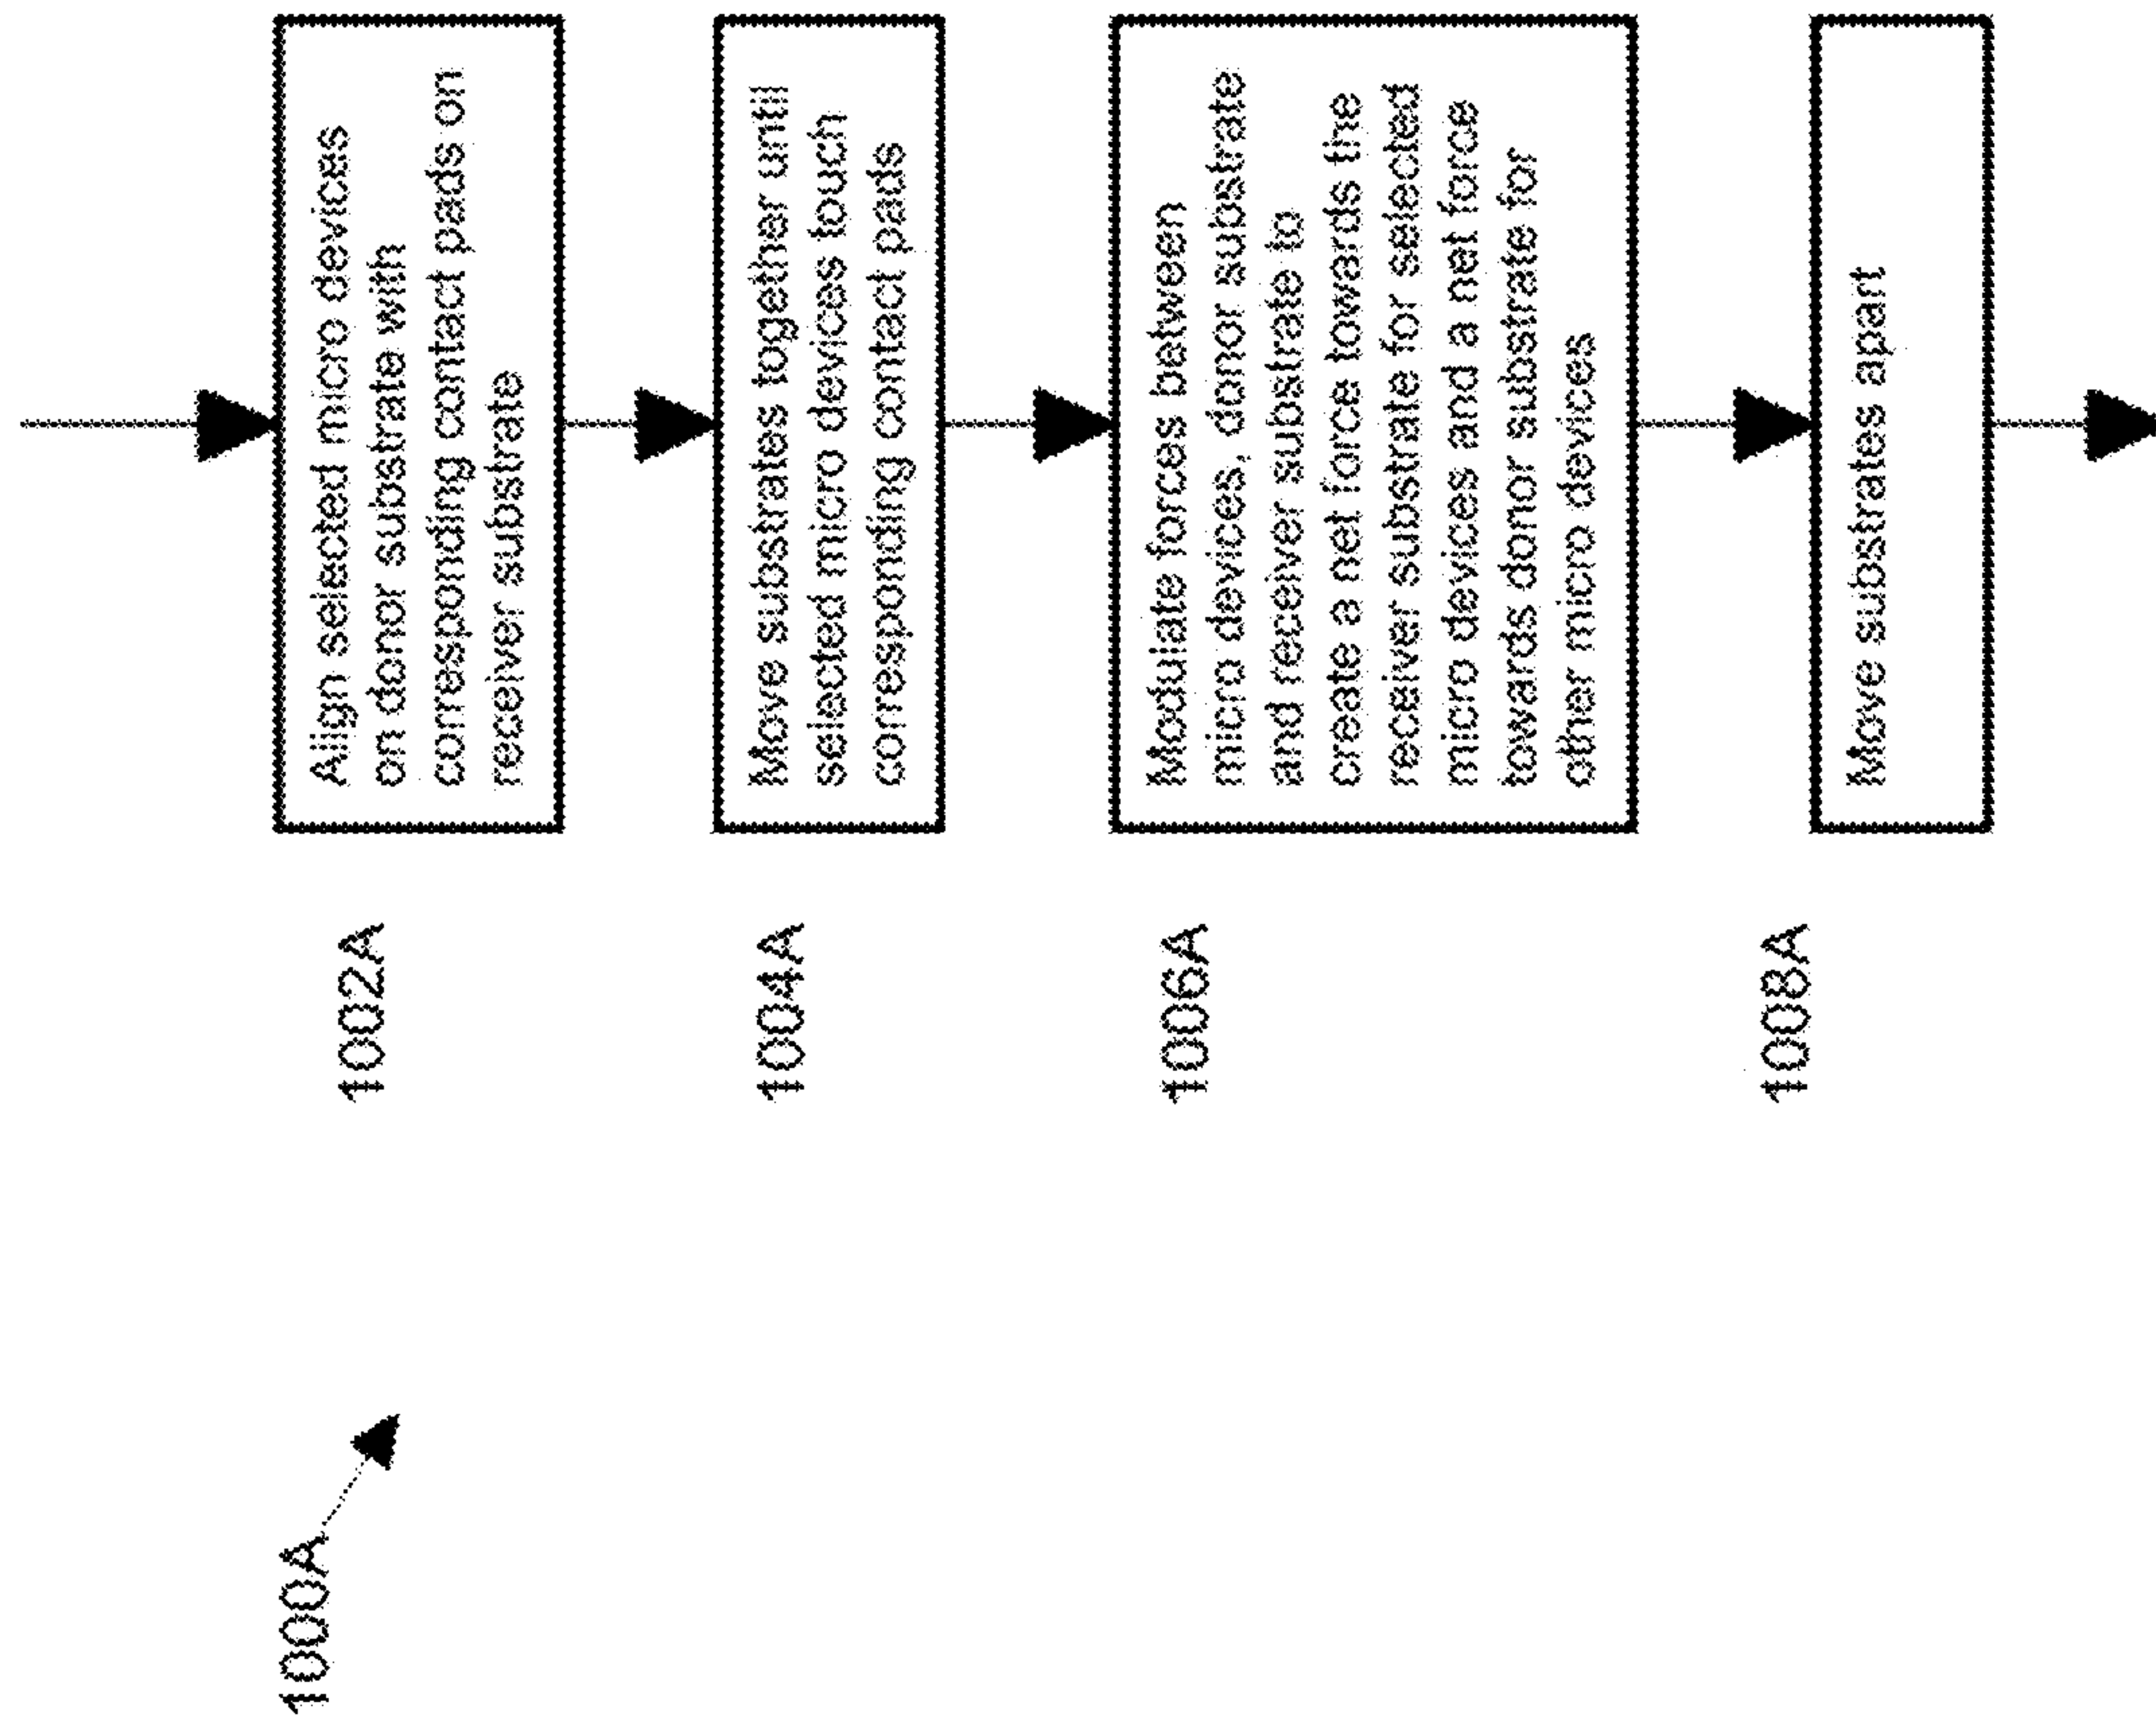 1000A
1002A
Align selected micro devices
on donor substrate with
corresponding contact pads on
receiver substrate
1004A
Move substrates together until
selected micro devices touch
corresponding contact pads
1006A
Modulate forces between
micro devices, donor substrate
and receiver substrate to
create a net force towards the
receiver substrate for selected
micro devices and a net force
towards donor substrate for
other micro devices
1008A
Move substrates apart